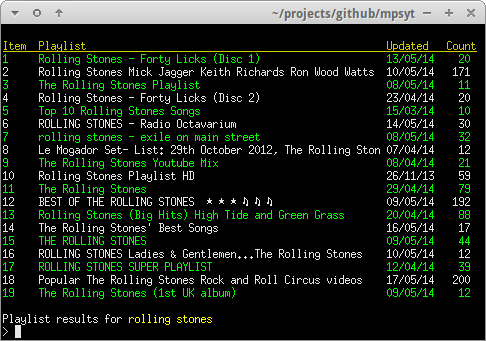 ~/projects/github/mpsyt
Item Playlist Updated Count
1 Rolling Stones - Forty Licks (Disc 1) 13/05/14 20
2 Rolling Stones Mick Jagger Keith Richards Ron Wood Watts 10/05/14 171
3 The Rolling Stones Playlist 08/05/14 11
4 Rolling Stones - Forty Licks (Disc 2) 23/04/14 20
5 Top 10 Rolling Stones Songs 15/03/14 10
6 ROLLING STONES - Radio Octavarium 14/05/14 30
7 rolling stones - exile on main street 08/05/14 32
8 Le Mogador Set- List: 29th October 2012, The Rolling Ston 07/04/14 12
9 The Rolling Stones Youtube Mix 08/04/14 21
10 Rolling Stones Playlist HD 26/11/13 59
11 The Rolling Stones 29/04/14 79
12 BEST OF THE ROLLING STONES ★ ★ ★ ♫ ♫ ♫ 09/05/14 192
13 Rolling Stones (Big Hits) High Tide and Green Grass 20/04/14 88
14 The Rolling Stones' Best Songs 16/05/14 17
15 THE ROLLING STONES 09/05/14 44
16 ROLLING STONES Ladies & Gentlemen...The Rolling Stones 10/05/14 12
17 ROLLING STONES SUPER PLAYLIST 12/04/14 39
18 Popular The Rolling Stones Rock and Roll Circus videos 17/05/14 200
19 The Rolling Stones (1st UK album) 09/05/14 12
Playlist results for rolling stones
>